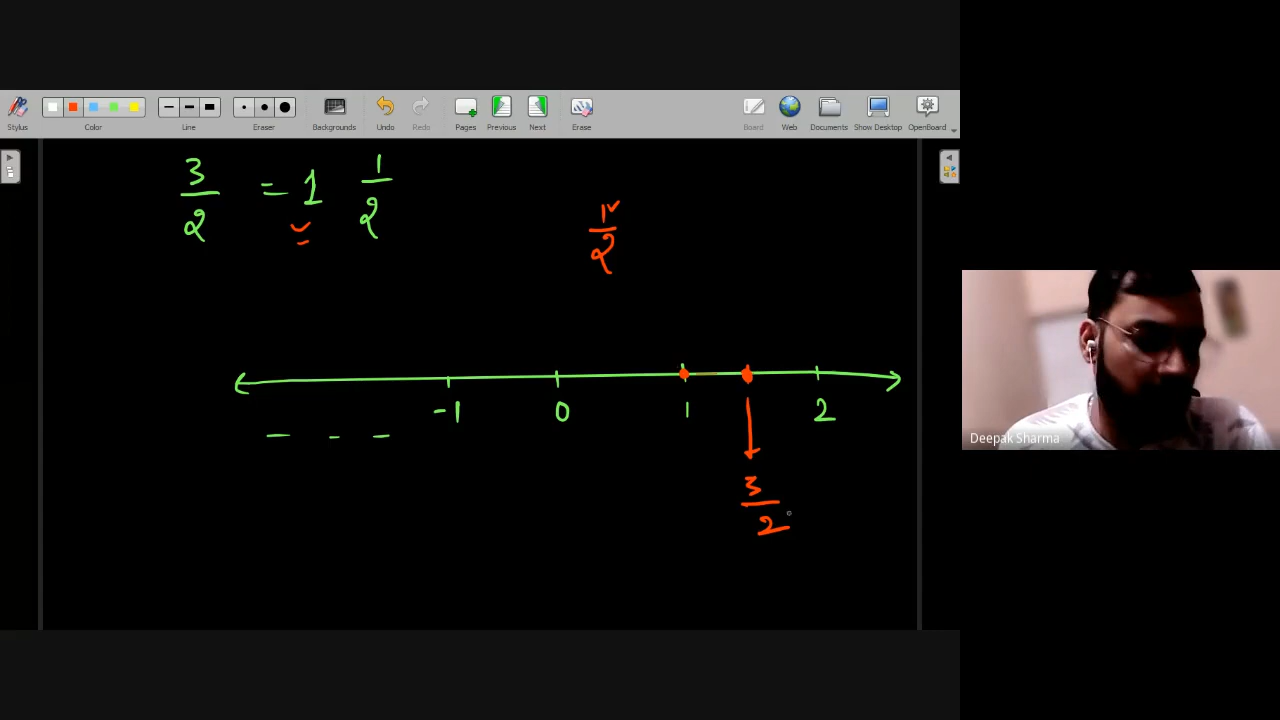 Stylus Color Line Eraser Backgrounds Undo Redo Pages Previous Next Erase Board Web Documents Show Desktop OpenBoard
3/2 = 1 1/2
1/2
-1 0 1 2
3/2
Deepak Sharma